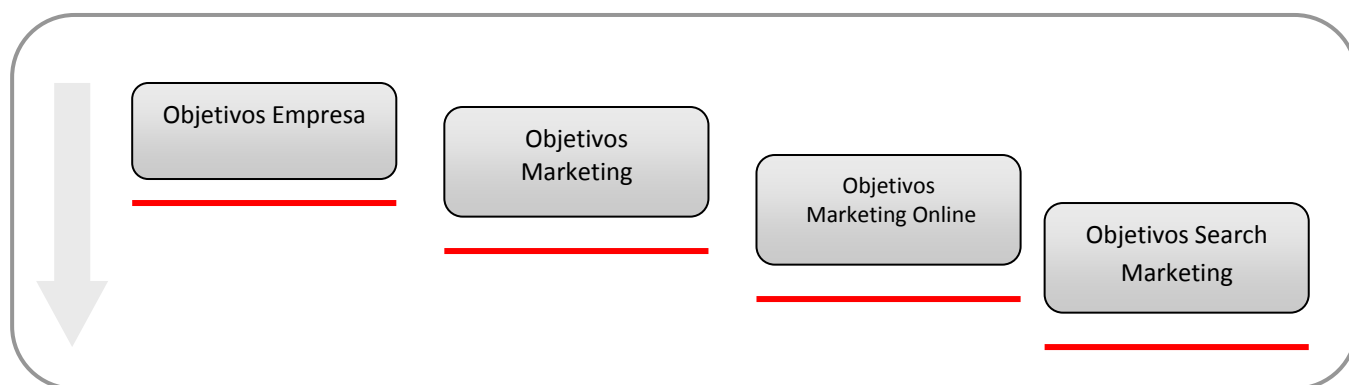 Objetivos Empresa
Objetivos
Marketing
Objetivos
Marketing Online
Objetivos Search
Marketing